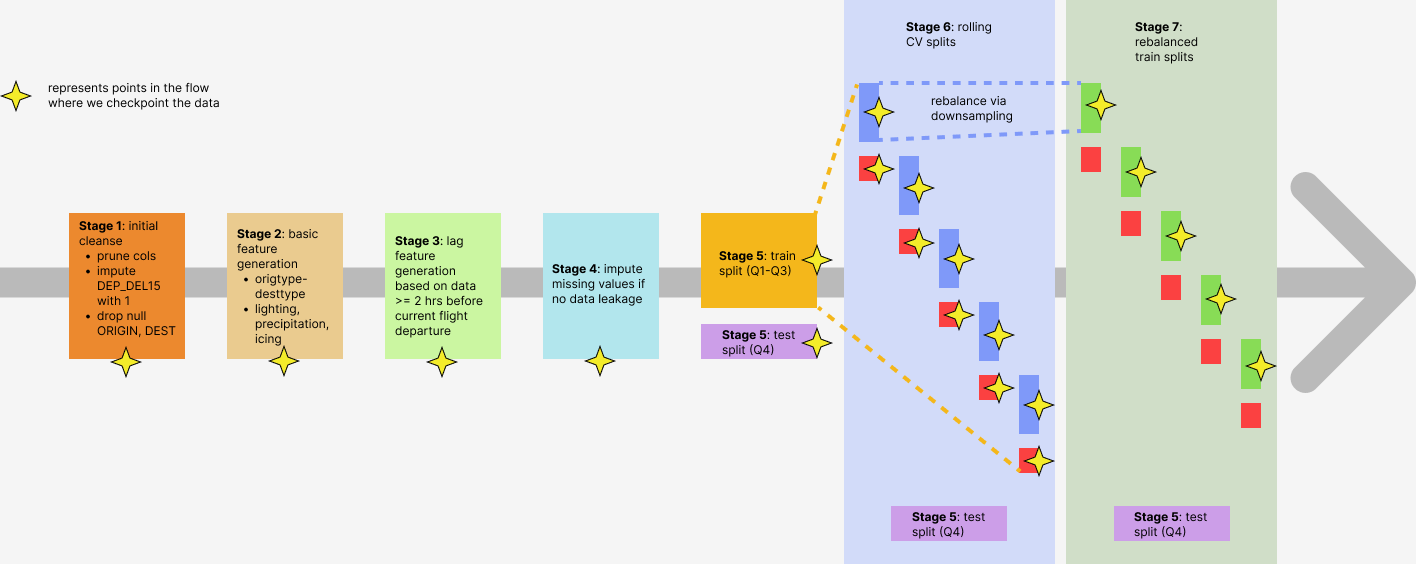 represents points in the flow
where we checkpoint the data
Stage 1: initial
cleanse
• prune cols
• impute
DEP_DEL15
with 1
• drop null
ORIGIN, DEST
Stage 2: basic
feature
generation
• origtype-
desttype
• lighting,
precipitation,
icing
Stage 3: lag
feature
generation
based on data
>= 2 hrs before
current flight
departure
Stage 4: impute
missing values if
no data leakage
Stage 5: train
split (Q1-Q3)
Stage 5: test
split (Q4)
Stage 6: rolling
CV splits
rebalance via
downsampling
Stage 5: test
split (Q4)
Stage 7:
rebalanced
train splits
Stage 5: test
split (Q4)